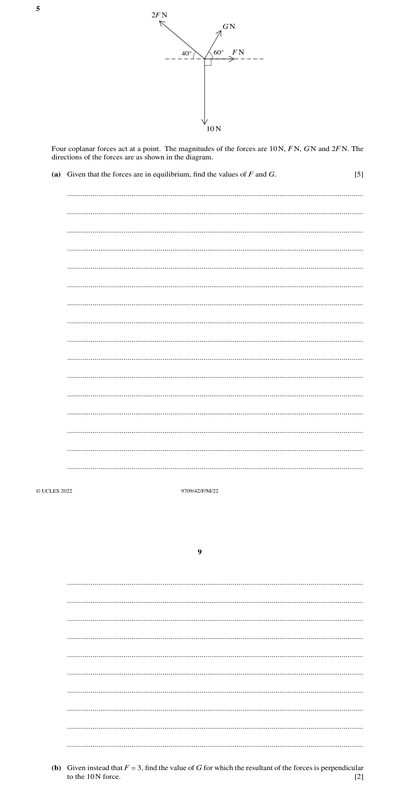 5
2F N
G N
40°
60°
F N
10 N
Four coplanar forces act at a point. The magnitudes of the forces are 10 N, F N, G N and 2F N. The
directions of the forces are as shown in the diagram.
(a) Given that the forces are in equilibrium, find the values of F and G. [5]
© UCLES 2022
9709/42/F/M/22
9
(b) Given instead that F = 3, find the value of G for which the resultant of the forces is perpendicular
to the 10 N force. [2]